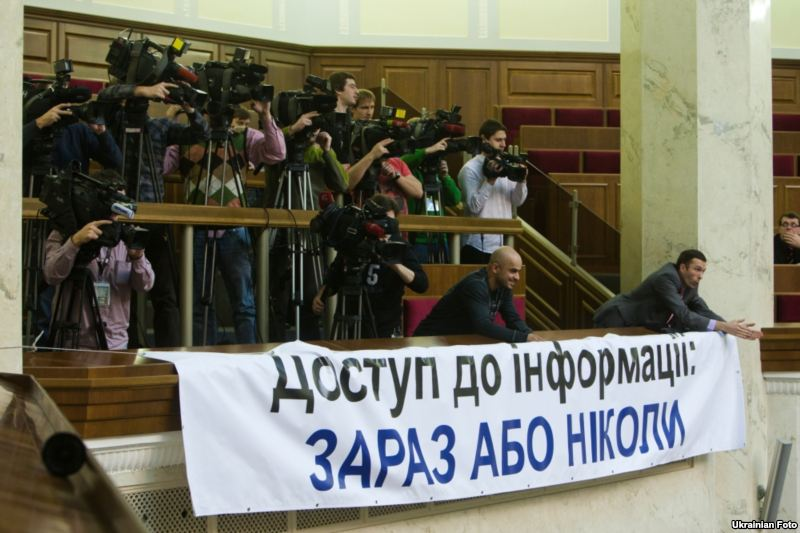 Доступ до інформації:
ЗАРАЗ АБО НІКОЛИ
Ukrainian Foto